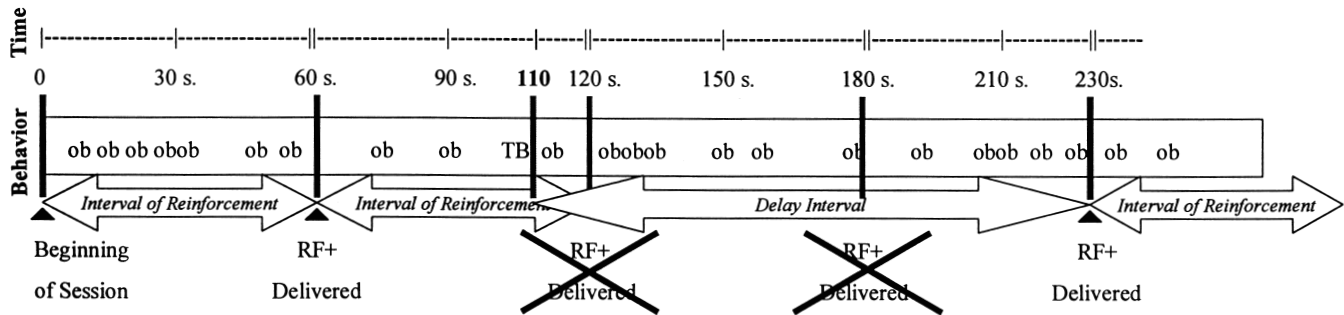 Time
0 30 s. 60 s. 90 s. 110 120 s. 150 s. 180 s. 210 s. 230s.
Behavior
ob ob ob obob ob ob ob ob TB ob obobob ob ob ob ob obob ob ob ob ob
Interval of Reinforcement Interval of Reinforcement Delay Interval Interval of Reinforcement
Beginning RF+ RF+ RF+ RF+
of Session Delivered Delivered Delivered Delivered